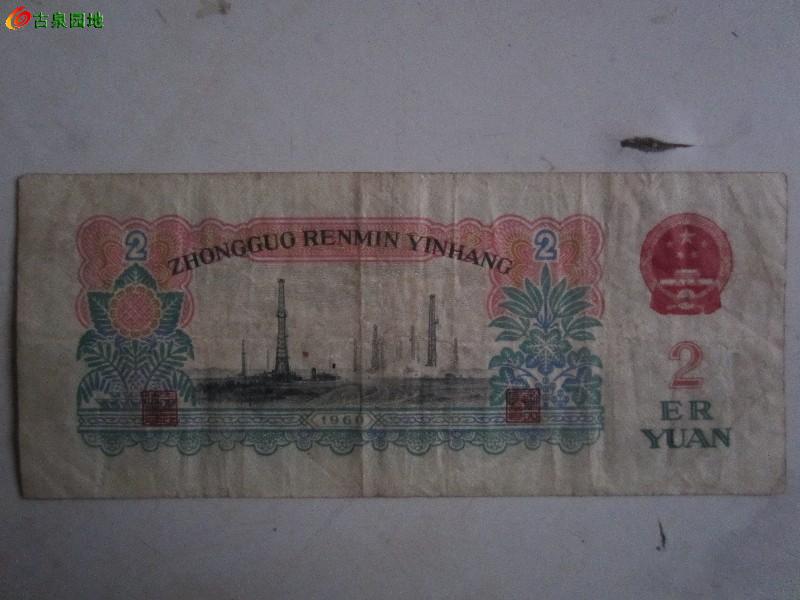 古泉园地
2 ZHONGGUO RENMIN YINHANG 2
1960
2
ER
YUAN